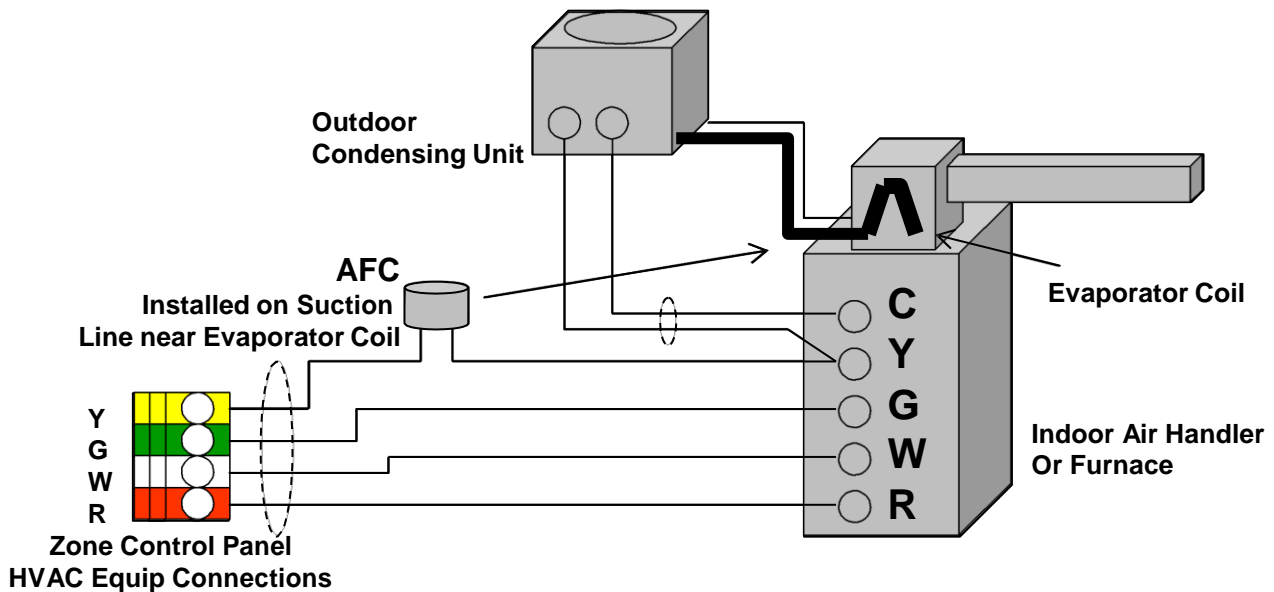 Outdoor
Condensing Unit
AFC
Installed on Suction
Line near Evaporator Coil
Evaporator Coil
C
Y
G
W
R
Indoor Air Handler
Or Furnace
Y
G
W
R
Zone Control Panel
HVAC Equip Connections